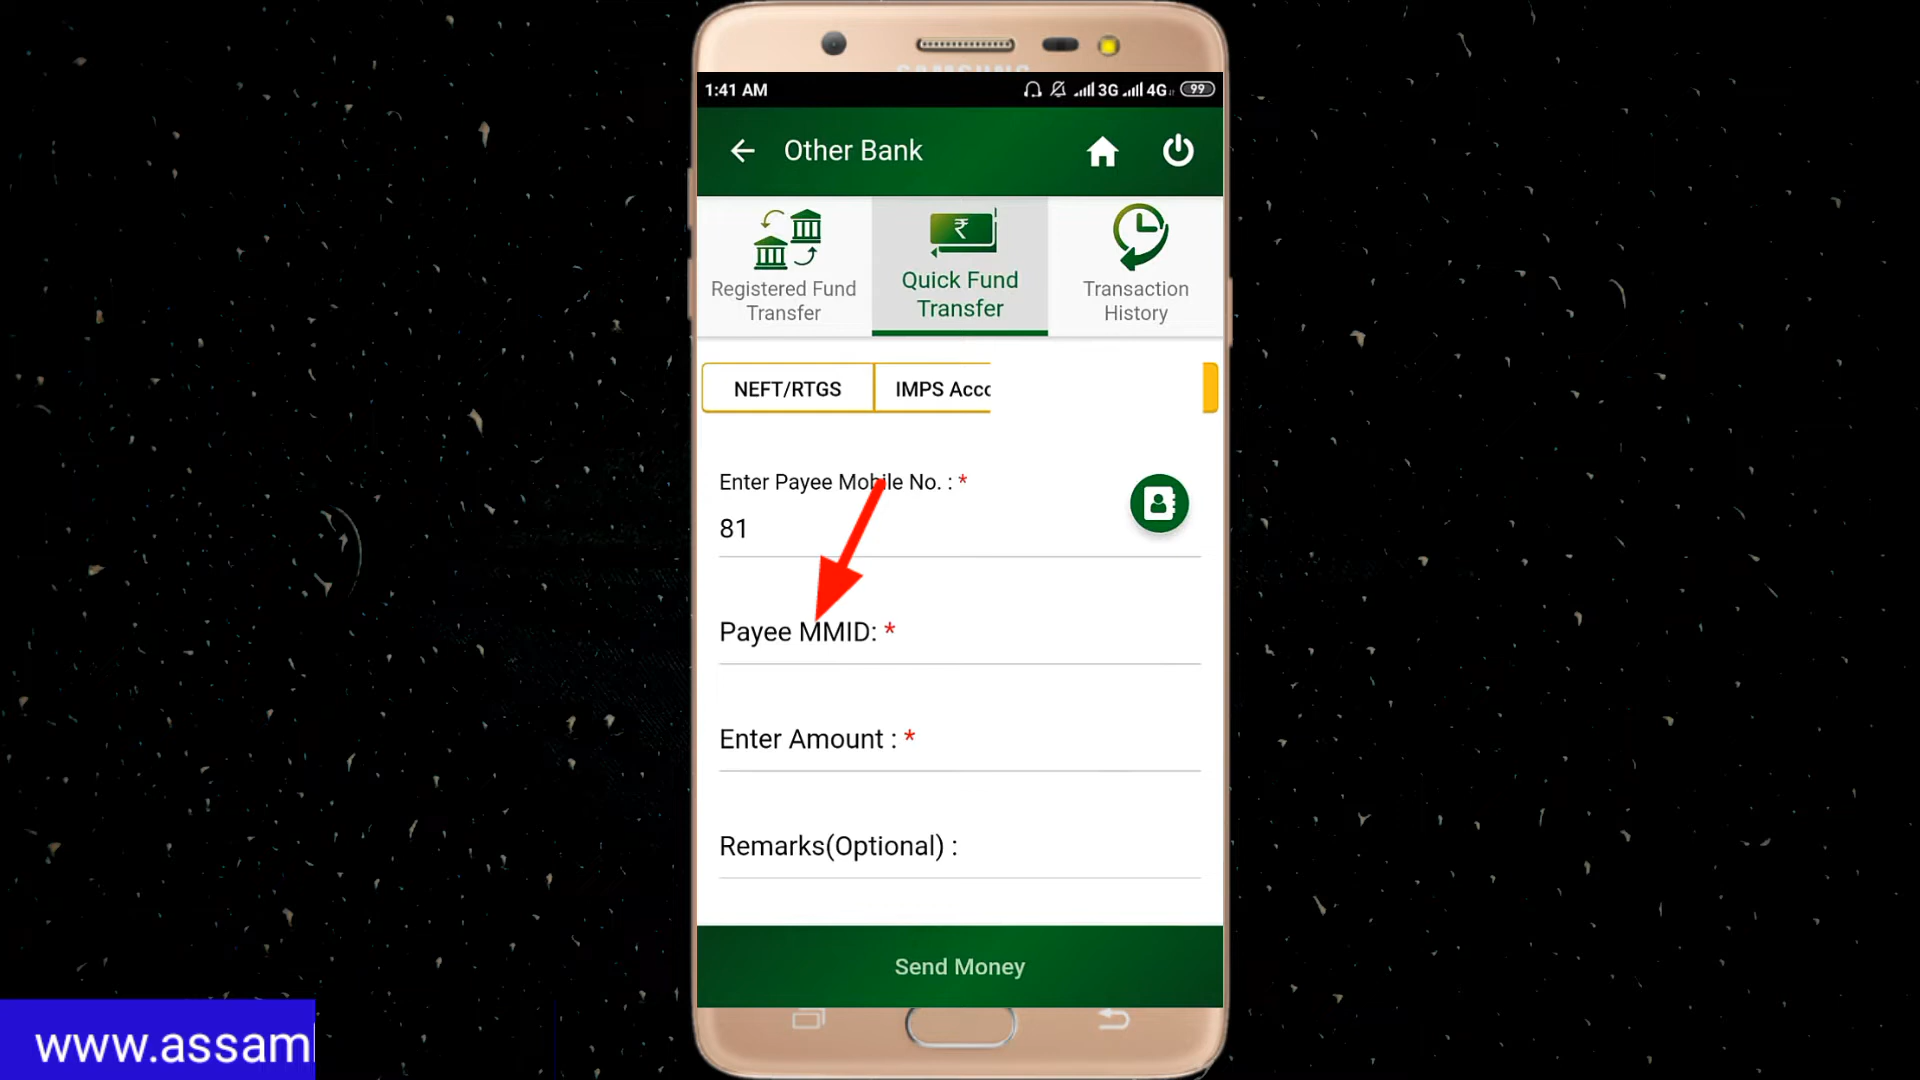 1:41 AM 3G 4G 99
Other Bank
Registered Fund
Transfer
Quick Fund
Transfer
Transaction
History
NEFT/RTGS
IMPS Acco
Enter Payee Mobile No. : *
81
Payee MMID: *
Enter Amount : *
Remarks(Optional) :
Send Money
www.assam